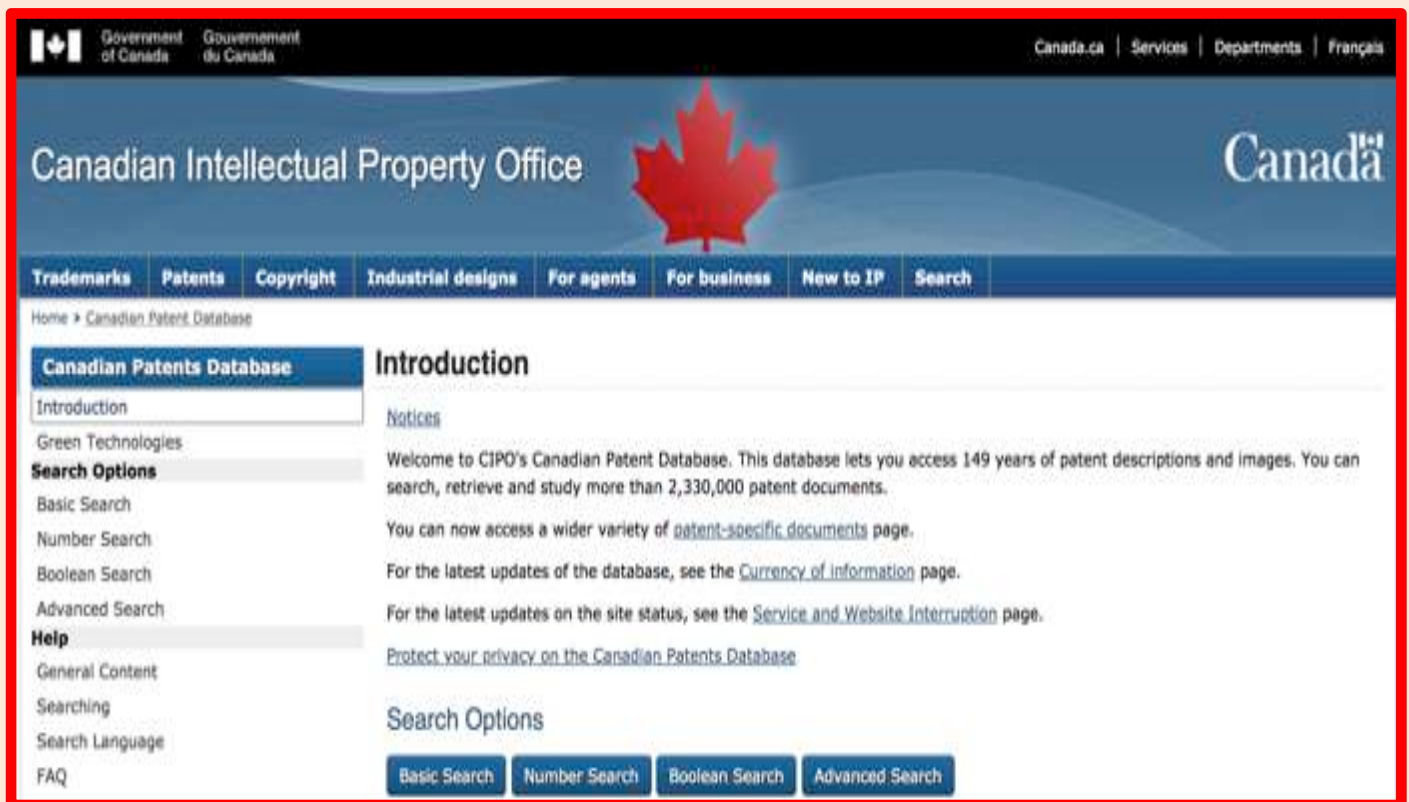 Government of Canada
Gouvernement du Canada
Canada.ca | Services | Departments | Français
Canadian Intellectual Property Office
Canada
Trademarks Patents Copyright Industrial designs For agents For business New to IP Search
Home Canadian Patent Database
Canadian Patents Database
Introduction
Green Technologies
Search Options
Basic Search
Number Search
Boolean Search
Advanced Search
Help
General Content
Searching
Search Language
FAQ
Introduction
Notices
Welcome to CIPO's Canadian Patent Database. This database lets you access 149 years of patent descriptions and images. You can
search, retrieve and study more than 2,330,000 patent documents.
You can now access a wider variety of patent-specific documents page.
For the latest updates of the database, see the Currency of information page.
For the latest updates on the site status, see the Service and Website Interruption page.
Protect your privacy on the Canadian Patents Database
Search Options
Basic Search Number Search Boolean Search Advanced Search